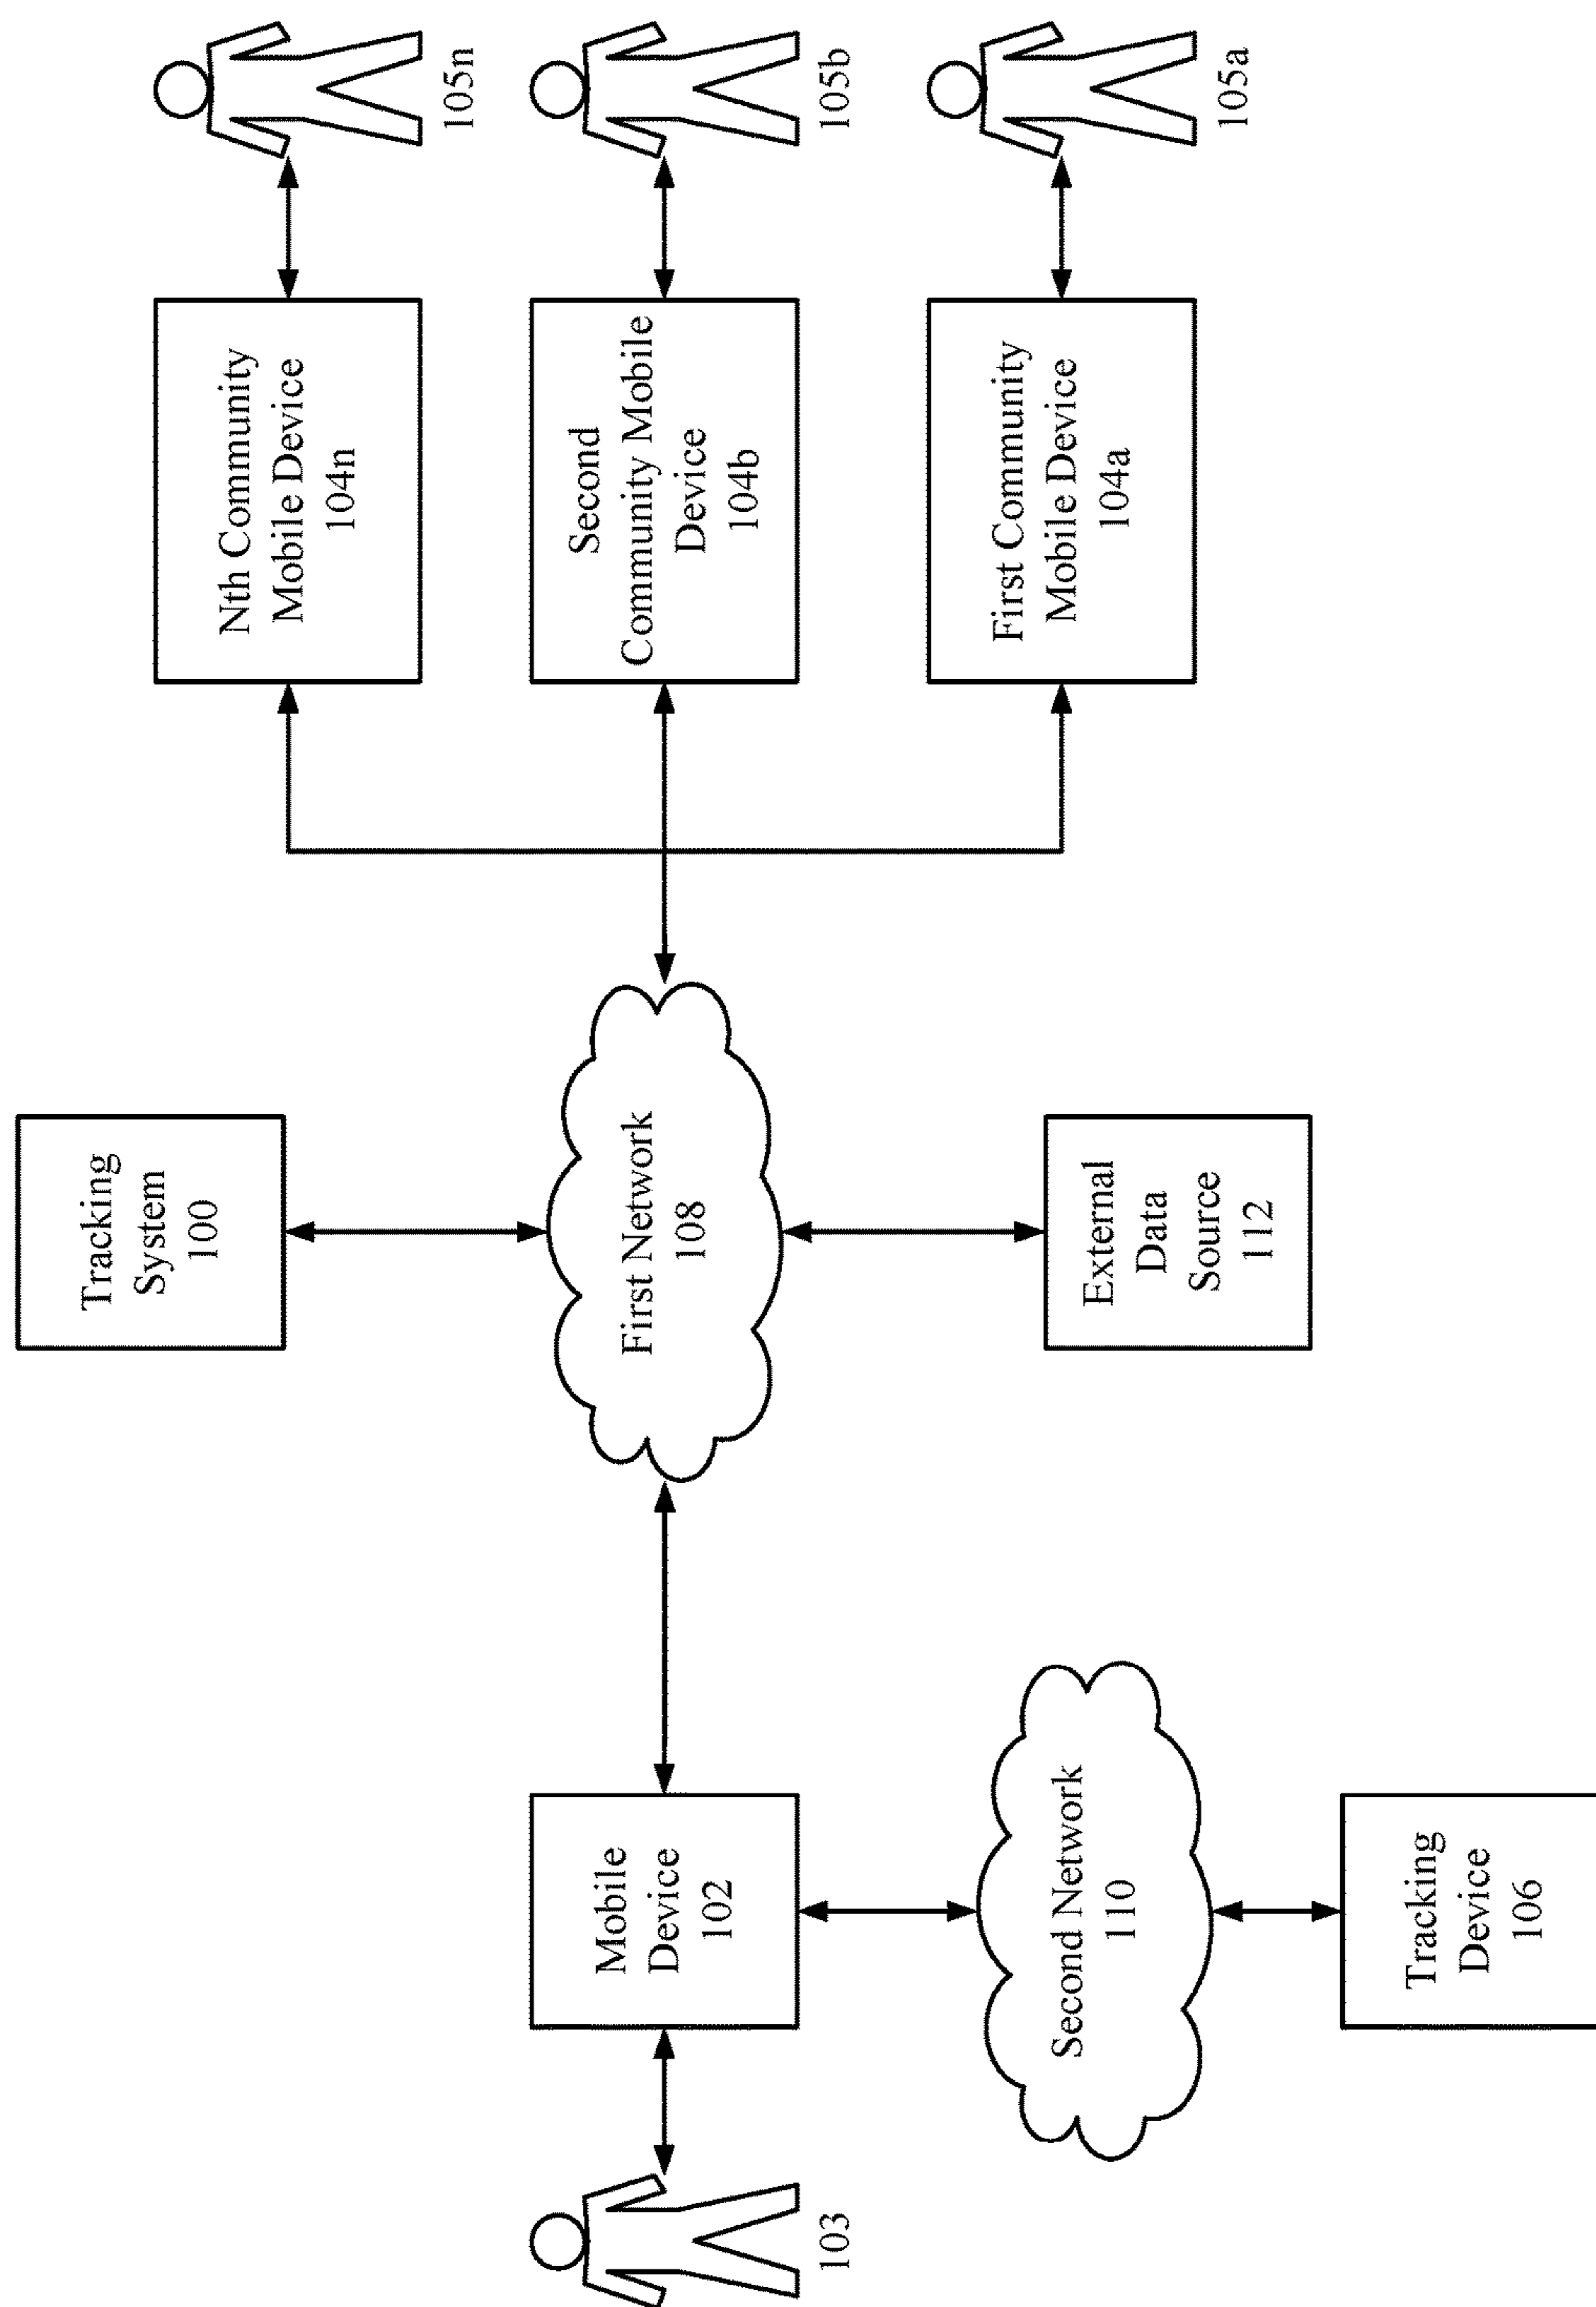 Tracking
System
100
Nth Community
Mobile Device
104n
105n
103
Mobile
Device
102
First Network
108
Second
Community Mobile
Device
104b
105b
Second Network
110
External
Data
Source
112
First Community
Mobile Device
104a
105a
Tracking
Device
106